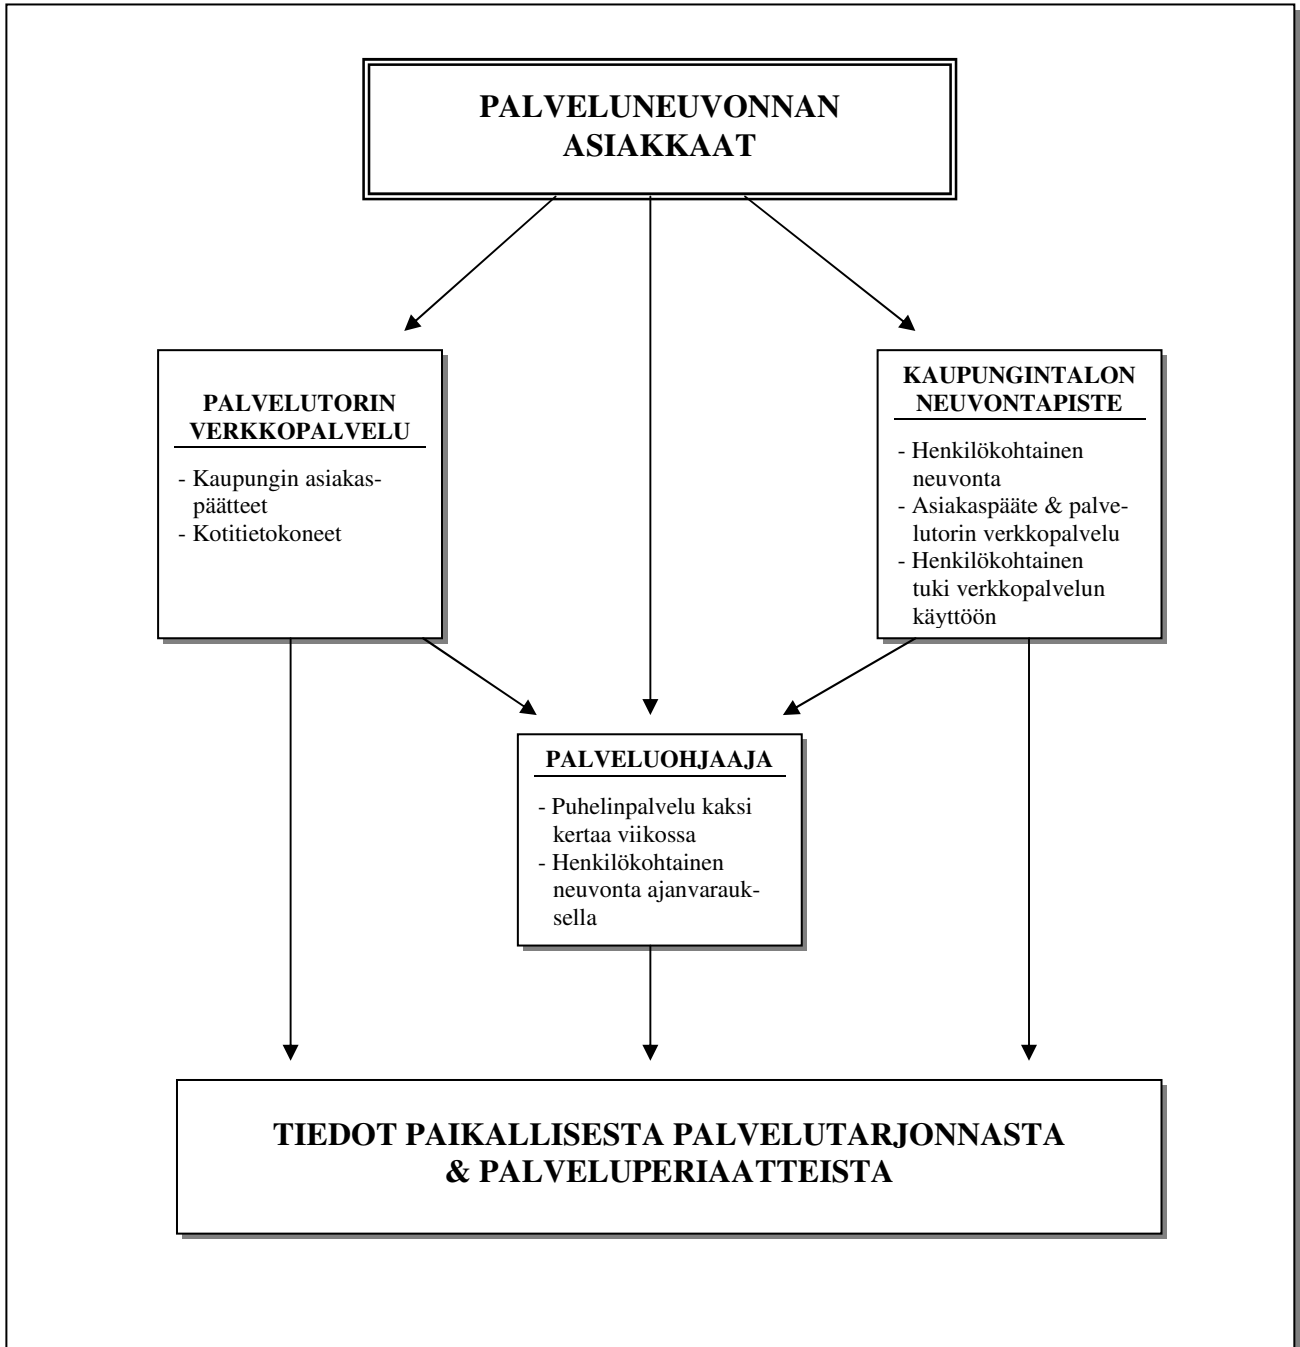 PALVELUNEUVONNAN
ASIAKKAAT
PALVELUTORIN
VERKKOPALVELU
- Kaupungin asiakas-
päätteet
- Kotitietokoneet
KAUPUNGINTALON
NEUVONTAPISTE
- Henkilökohtainen
neuvonta
- Asiakaspääte & palve-
lutorin verkkopalvelu
- Henkilökohtainen
tuki verkkopalvelun
käyttöön
PALVELUOHJAAJA
- Puhelinpalvelu kaksi
kertaa viikossa
- Henkilökohtainen
neuvonta ajanvarauk-
sella
TIEDOT PAIKALLISESTA PALVELUTARJONNASTA
& PALVELUPERIAATTEISTA